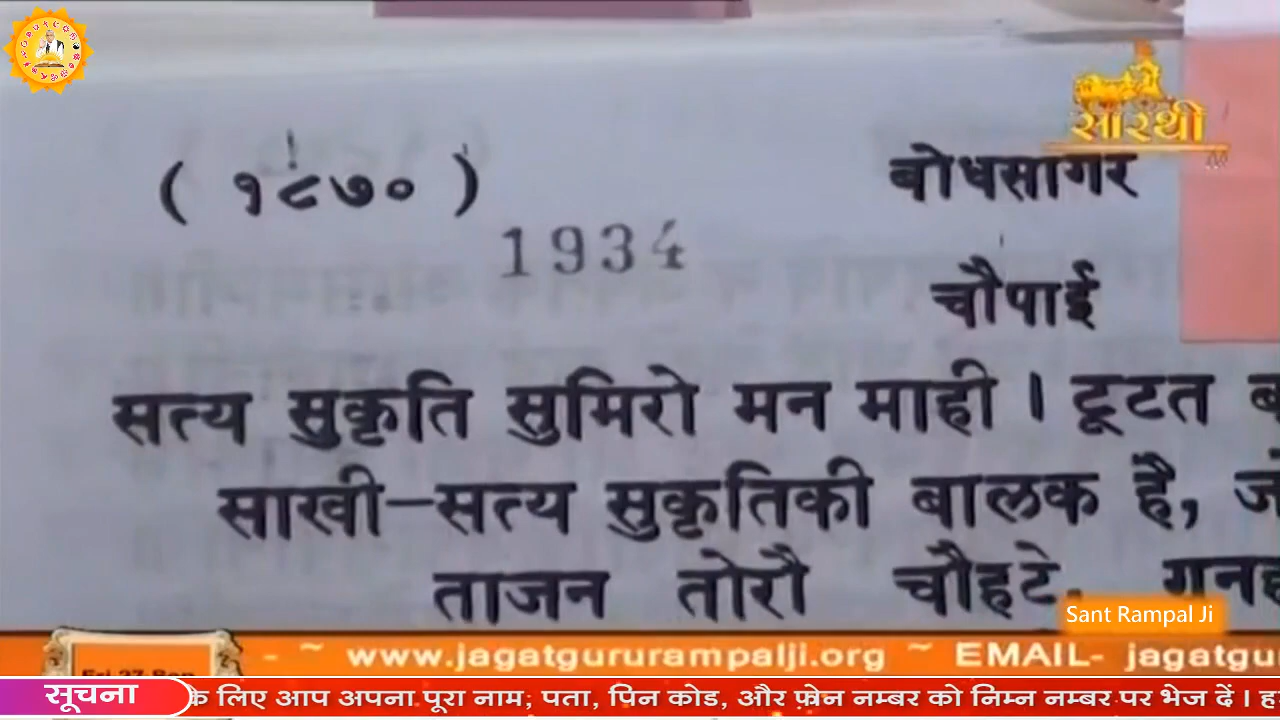 सारथी
( १८७० ) बोधसागर
1934
चौपाई
सत्य सुकृति सुमिरो मन माही । टूटत
साखी–सत्य सुकृतिकी बालक है,
ताजन तोरौ चौहटे,
Sant Rampal Ji
- ~ www.jagatgururampalji.org ~ EMAIL- jagatgu
सूचना के लिए आप अपना पूरा नाम; पता, पिन कोड, और फ़ोन नम्बर को निम्न नम्बर पर भेज दें । ह